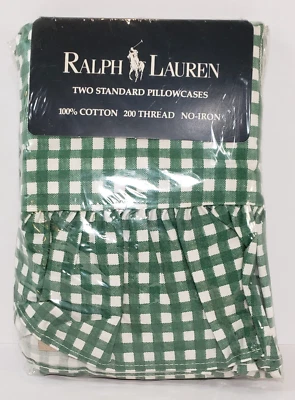 RALPH LAUREN
TWO STANDARD PILLOWCASES
100% COTTON 200 THREAD NO-IRON